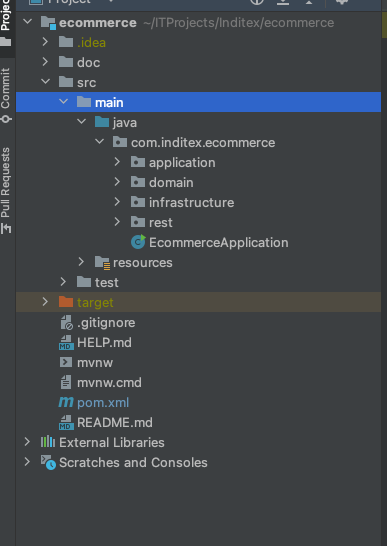 Project
ecommerce ~/ITProjects/Inditex/ecommerce
.idea
doc
src
main
java
com.inditex.ecommerce
application
domain
infrastructure
rest
EcommerceApplication
resources
test
target
.gitignore
HELP.md
mvnw
mvnw.cmd
pom.xml
README.md
External Libraries
Scratches and Consoles
Commit
Pull Requests